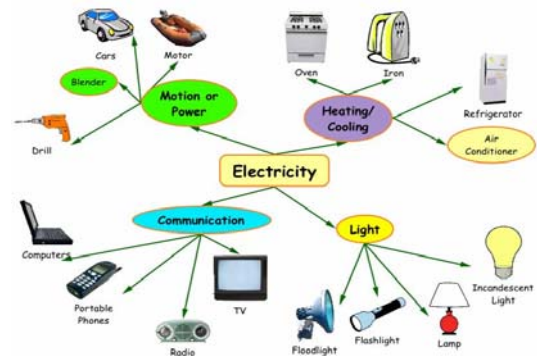 Cars
Motor
Blender
Motion or
Power
Drill
Oven
Iron
Heating/
Cooling
Refrigerator
Air
Conditioner
Electricity
Communication
Computers
Portable
Phones
Radio
TV
Light
Floodlight
Flashlight
Lamp
Incandescent
Light